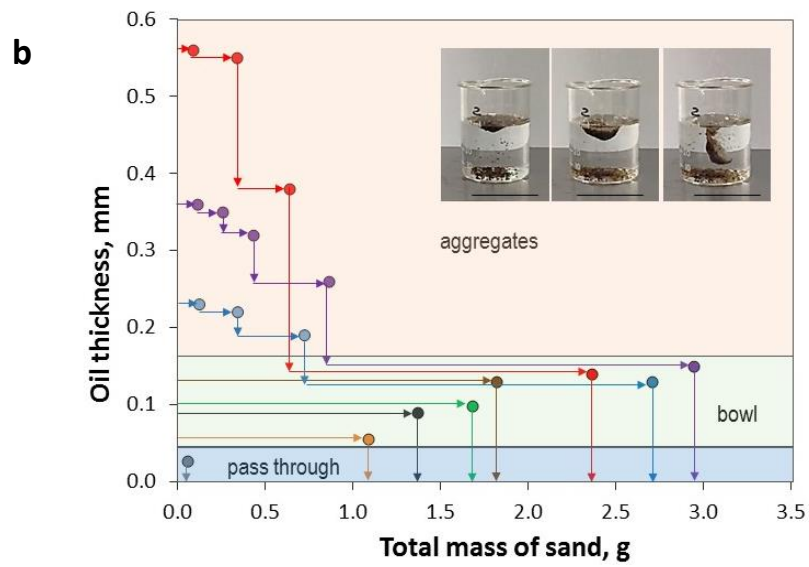 b
0.6
0.5
0.4
0.3
0.2
0.1
0.0
Oil thickness, mm
aggregates
bowl
pass through
0.0 0.5 1.0 1.5 2.0 2.5 3.0 3.5
Total mass of sand, g